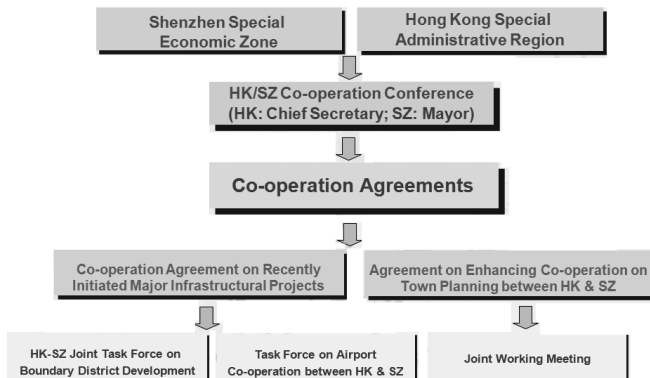 Shenzhen Special
Economic Zone
Hong Kong Special
Administrative Region
HK/SZ Co-operation Conference
(HK: Chief Secretary; SZ: Mayor)
Co-operation Agreements
Co-operation Agreement on Recently
Initiated Major Infrastructural Projects
Agreement on Enhancing Co-operation on
Town Planning between HK & SZ
HK-SZ Joint Task Force on
Boundary District Development
Task Force on Airport
Co-operation between HK & SZ
Joint Working Meeting